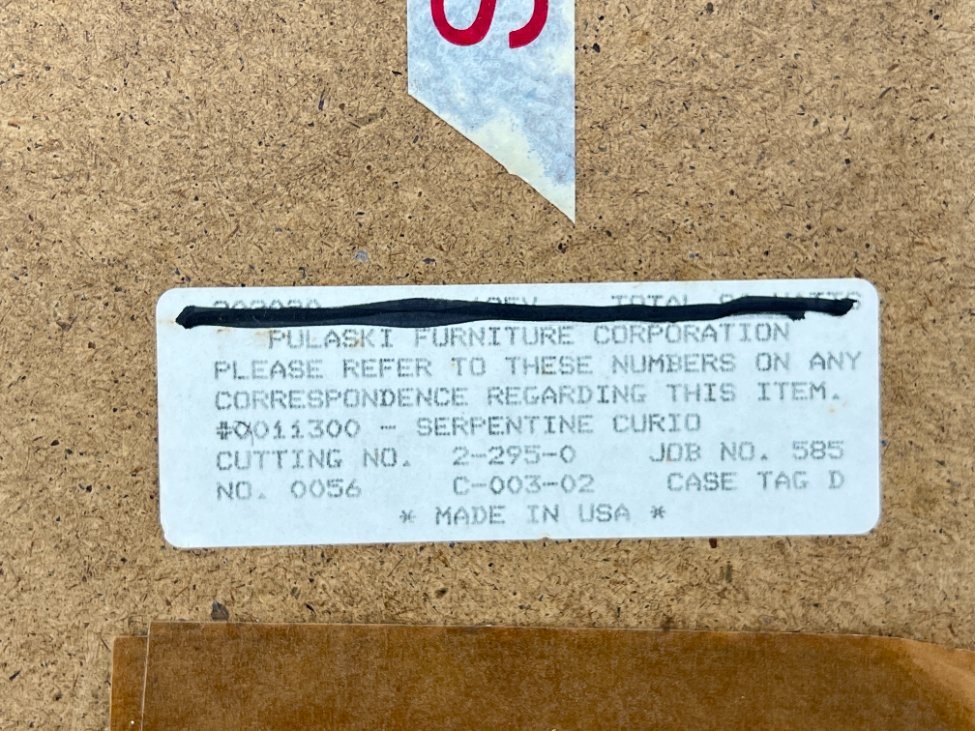 S
TOTAL
PULASKI FURNITURE CORPORATION
PLEASE REFER TO THESE NUMBERS ON ANY
CORRESPONDENCE REGARDING THIS ITEM.
#0011300 - SERPENTINE CURIO
CUTTING NO. 2-295-0 JOB NO. 585
NO. 0056 C-003-02 CASE TAG D
* MADE IN USA *